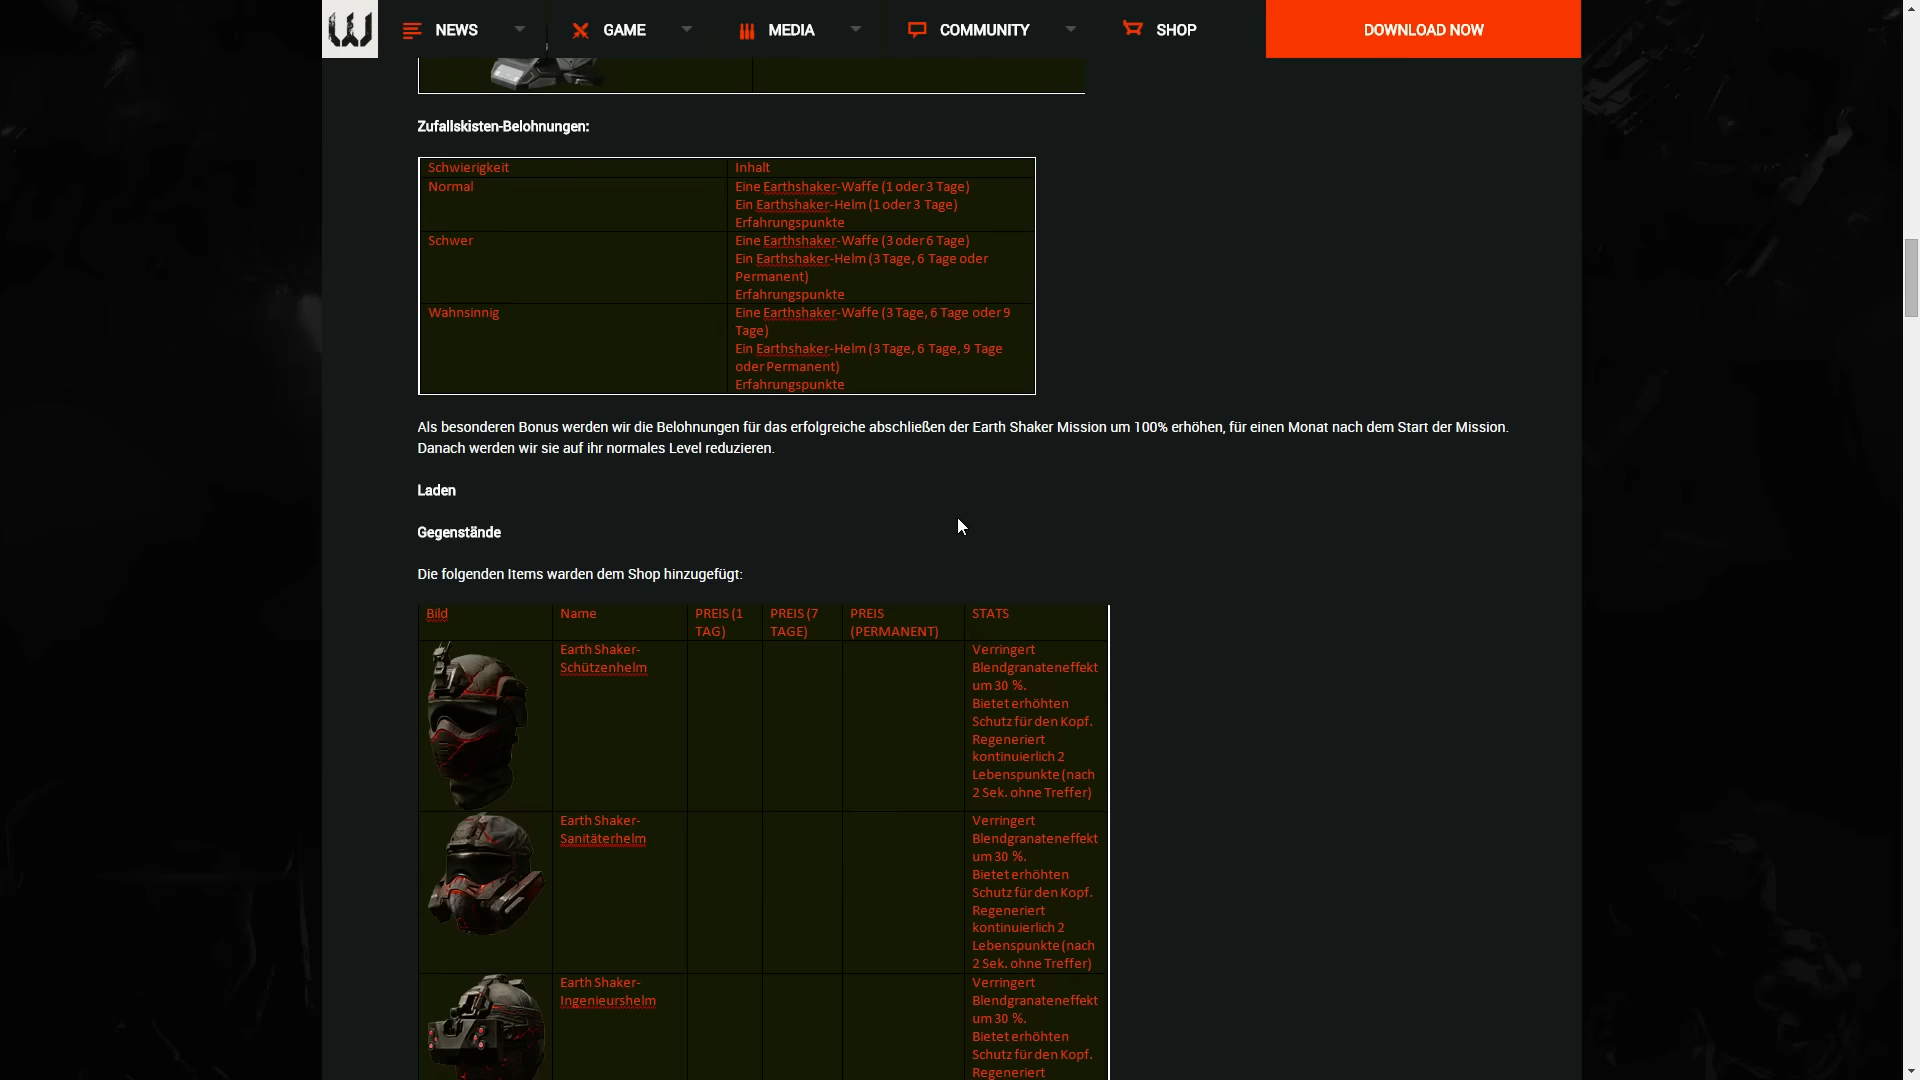 NEWS GAME MEDIA COMMUNITY SHOP DOWNLOAD NOW
Zufallskisten-Belohnungen:
Schwierigkeit Inhalt
Normal Eine Earthshaker-Waffe (1 oder 3 Tage)
Ein Earthshaker-Helm (1 oder 3 Tage)
Erfahrungspunkte
Schwer Eine Earthshaker-Waffe (3 oder 6 Tage)
Ein Earthshaker-Helm (3 Tage, 6 Tage oder
Permanent)
Erfahrungspunkte
Wahnsinnig Eine Earthshaker-Waffe (3 Tage, 6 Tage oder 9
Tage)
Ein Earthshaker-Helm (3 Tage, 6 Tage, 9 Tage
oder Permanent)
Erfahrungspunkte
Als besonderen Bonus werden wir die Belohnungen für das erfolgreiche abschließen der Earth Shaker Mission um 100% erhöhen, für einen Monat nach dem Start der Mission.
Danach werden wir sie auf ihr normales Level reduzieren.
Laden
Gegenstände
Die folgenden Items warden dem Shop hinzugefügt:
Bild Name PREIS (1 PREIS (7 PREIS STATS
TAG) TAGE) (PERMANENT)
Earth Shaker- Verringert
Schützenhelm Blendgranateneffekt
um 30 %.
Bietet erhöhten
Schutz für den Kopf.
Regeneriert
kontinuierlich 2
Lebenspunkte (nach
2 Sek. ohne Treffer)
Earth Shaker- Verringert
Sanitäterhelm Blendgranateneffekt
um 30 %.
Bietet erhöhten
Schutz für den Kopf.
Regeneriert
kontinuierlich 2
Lebenspunkte (nach
2 Sek. ohne Treffer)
Earth Shaker- Verringert
Ingenieurshelm Blendgranateneffekt
um 30 %.
Bietet erhöhten
Schutz für den Kopf.
Regeneriert